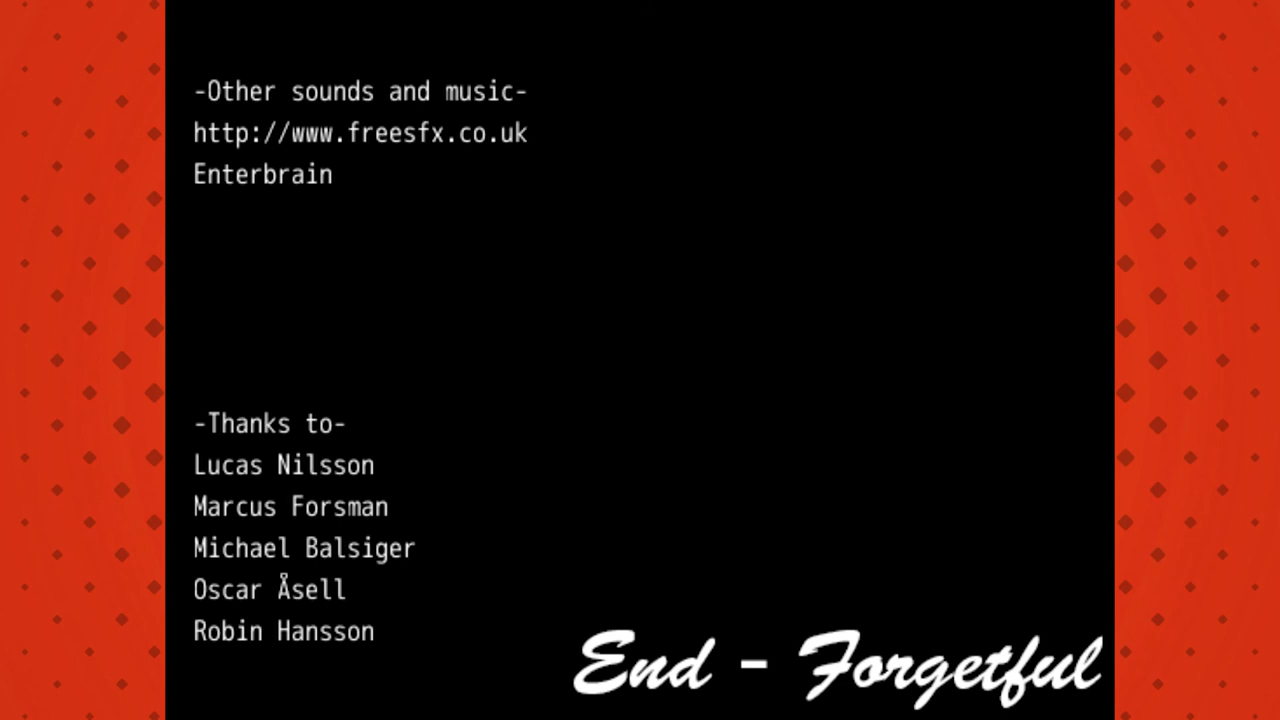 -Other sounds and music-
http://www.freesfx.co.uk
Enterbrain
-Thanks to-
Lucas Nilsson
Marcus Forsman
Michael Balsiger
Oscar Åsell
Robin Hansson
End - Forgetful